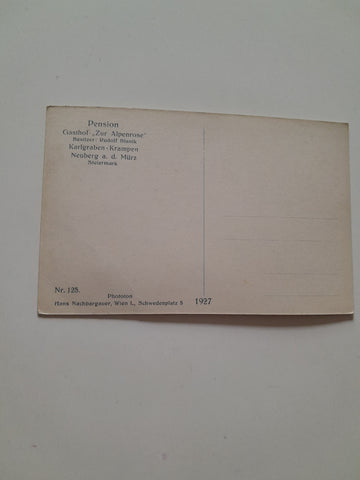 Pension
Gasthof „Zur Alpenrose"
Besitzer: Rudolf
Karlgraben-Krampen
Neuberg a. d. Mürz
Steiermark
Nr. 125.
Phototon
Hans Nachbargauer, Wien I., Schwedenplatz 5
1927